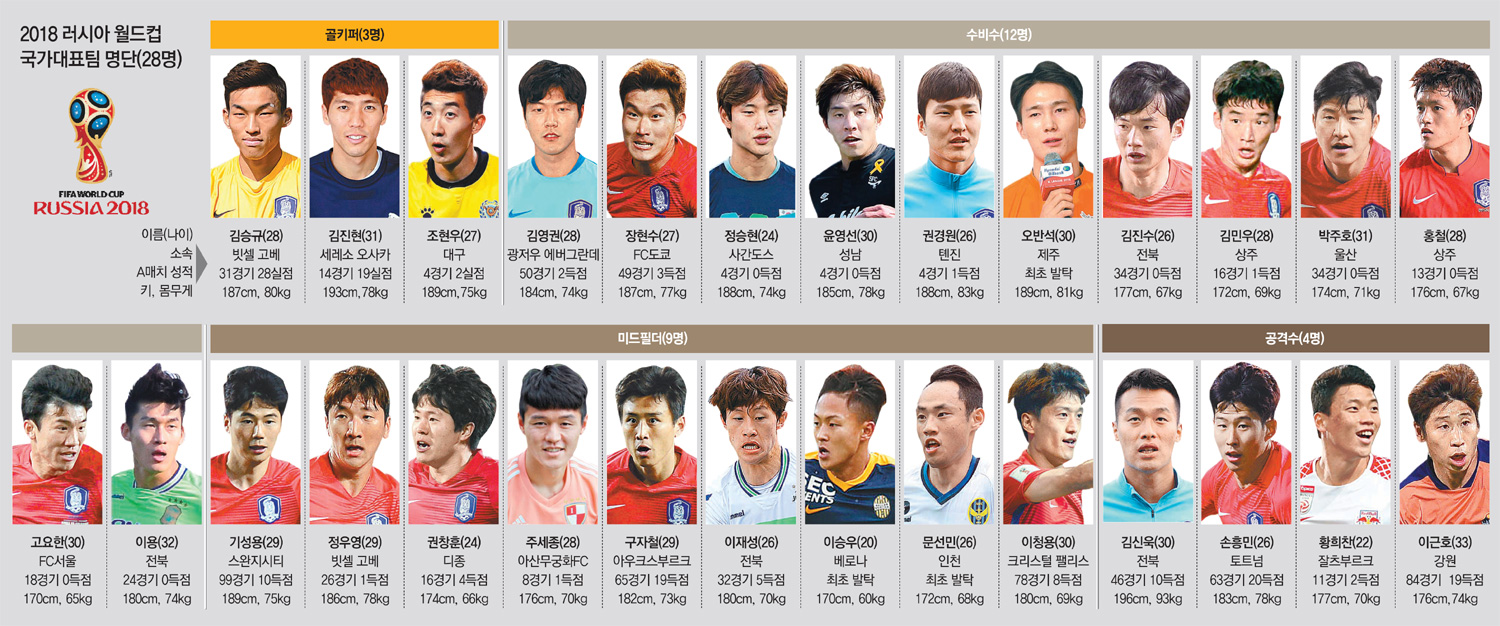 2018 러시아 월드컵
국가대표팀 명단(28명)
FIFA WORLD CUP
RUSSIA 2018
이름(나이)
소속
A매치 성적
키, 몸무게
골키퍼(3명)
김승규(28)
빗셀 고베
31경기 28실점
187cm, 80kg
김진현(31)
세레소 오사카
14경기 19실점
193cm,78kg
조현우(27)
대구
4경기 2실점
189cm,75kg
수비수(12명)
김영권(28)
광저우 에버그란데
50경기 2득점
184cm, 74kg
장현수(27)
FC도쿄
49경기 3득점
187cm, 77kg
정승현(24)
사간도스
4경기 0득점
188cm, 74kg
윤영선(30)
성남
4경기 0득점
185cm, 78kg
권경원(26)
톈진
4경기 1득점
188cm, 83kg
오반석(30)
제주
최초 발탁
189cm, 81kg
김진수(26)
전북
34경기 0득점
177cm, 67kg
김민우(28)
상주
16경기 1득점
172cm, 69kg
박주호(31)
울산
34경기 0득점
174cm, 71kg
홍철(28)
상주
13경기 0득점
176cm, 67kg
고요한(30)
FC서울
18경기 0득점
170cm, 65kg
이용(32)
전북
24경기 0득점
180cm, 74kg
미드필더(9명)
기성용(29)
스완지시티
99경기 10득점
189cm, 75kg
정우영(29)
빗셀 고베
26경기 1득점
186cm, 78kg
권창훈(24)
디종
16경기 4득점
174cm, 66kg
주세종(28)
아산무궁화FC
8경기 1득점
176cm, 70kg
구자철(29)
아우크스부르크
65경기 19득점
182cm, 73kg
이재성(26)
전북
32경기 5득점
180cm, 70kg
이승우(20)
베로나
최초 발탁
170cm, 60kg
문선민(26)
인천
최초 발탁
172cm, 68kg
이청용(30)
크리스털 팰리스
78경기 8득점
180cm, 69kg
공격수(4명)
김신욱(30)
전북
46경기 10득점
196cm, 93kg
손흥민(26)
토트넘
63경기 20득점
183cm, 78kg
황희찬(22)
잘츠부르크
11경기 2득점
177cm, 70kg
이근호(33)
강원
84경기 19득점
176cm,74kg